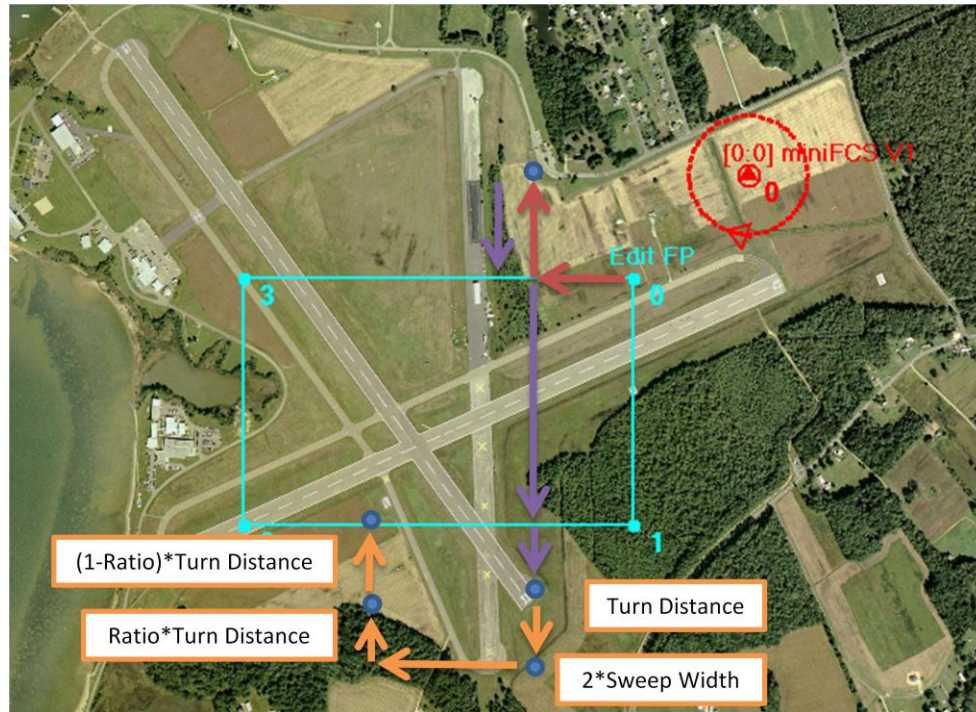 [0:0] miniFCS V1
0
Edit FP
3
0
1
(1-Ratio)*Turn Distance
Ratio*Turn Distance
Turn Distance
2*Sweep Width